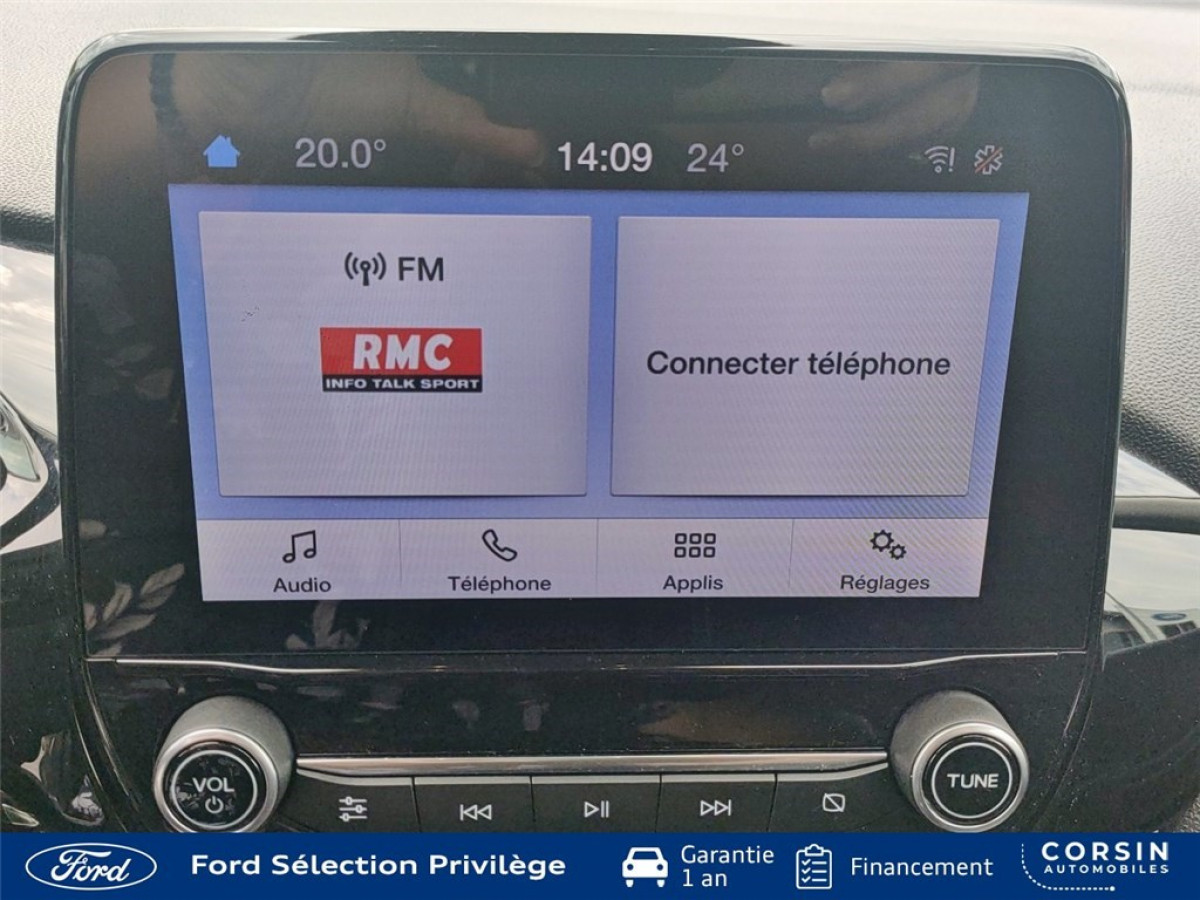 20.0° 14:09 24°
FM
RMC
INFO TALK SPORT
Connecter téléphone
Audio Téléphone Applis Réglages
VOL
TUNE
Ford
Ford Sélection Privilège
Garantie
1 an
Financement
CORSIN
AUTOMOBILES